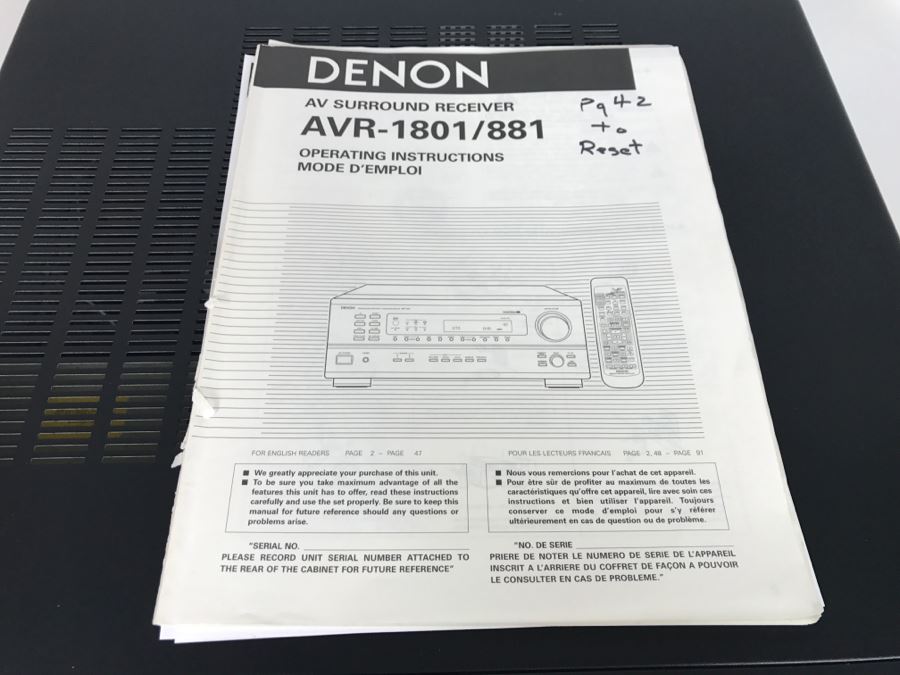 DENON
AV SURROUND RECEIVER
AVR-1801/881
OPERATING INSTRUCTIONS
MODE D'EMPLOI
Pg 42
to
Reset
DENON
FOR ENGLISH READERS PAGE 2 – PAGE 47
POUR LES LECTEURS FRANCAIS PAGE 2, 48 – PAGE 91
■ We greatly appreciate your purchase of this unit.
■ To be sure you take maximum advantage of all the
features this unit has to offer, read these instructions
carefully and use the set properly. Be sure to keep this
manual for future reference should any questions or
problems arise.
■ Nous vous remercions pour l'achat de cet appareil.
■ Pour être sûr de profiter au maximum de toutes les
caractéristiques qu'offre cet appareil, lire avec soin ces
instructions et bien utiliser l'appareil. Toujours
conserver ce mode d'emploi pour s'y référer
ultérieurement en cas de question ou de problème.
"SERIAL NO.
PLEASE RECORD UNIT SERIAL NUMBER ATTACHED TO
THE REAR OF THE CABINET FOR FUTURE REFERENCE"
"NO. DE SERIE
PRIERE DE NOTER LE NUMERO DE SERIE DE L'APPAREIL
INSCRIT A L'ARRIERE DU COFFRET DE FAÇON A POUVOIR
LE CONSULTER EN CAS DE PROBLEME."